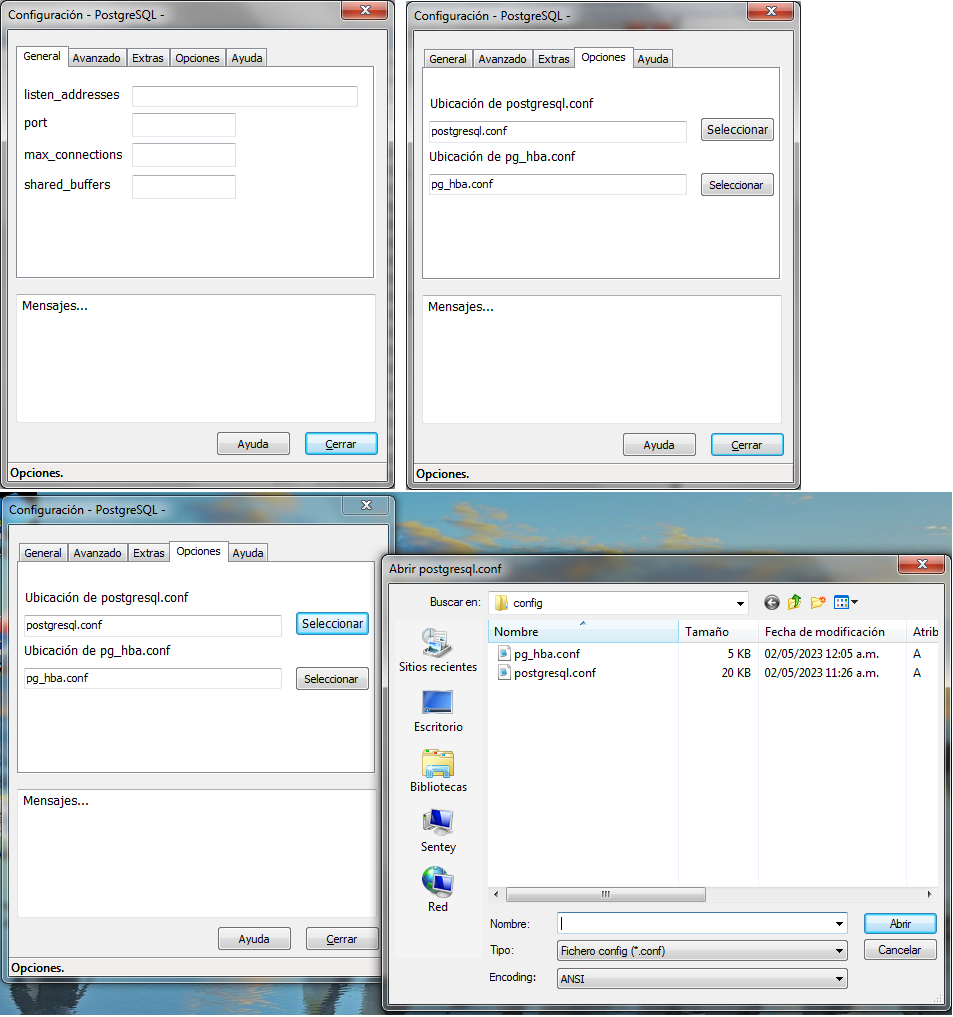 Configuración - PostgreSQL -
General Avanzado Extras Opciones Ayuda
listen_addresses
port
max_connections
shared_buffers
Mensajes...
Ayuda Cerrar
Opciones.
Configuración - PostgreSQL -
General Avanzado Extras Opciones Ayuda
Ubicación de postgresql.conf
postgresql.conf Seleccionar
Ubicación de pg_hba.conf
pg_hba.conf Seleccionar
Mensajes...
Ayuda Cerrar
Opciones.
Configuración - PostgreSQL -
General Avanzado Extras Opciones Ayuda
Ubicación de postgresql.conf
postgresql.conf Seleccionar
Ubicación de pg_hba.conf
pg_hba.conf Seleccionar
Mensajes...
Ayuda Cerrar
Opciones.
Abrir postgresql.conf
Buscar en: config
Nombre Tamaño Fecha de modificación Atrib
pg_hba.conf 5 KB 02/05/2023 12:05 a.m. A
postgresql.conf 20 KB 02/05/2023 11:26 a.m. A
Sitios recientes
Escritorio
Bibliotecas
Sentey
Red
Nombre: Abrir
Tipo: Fichero config (*.conf) Cancelar
Encoding: ANSI